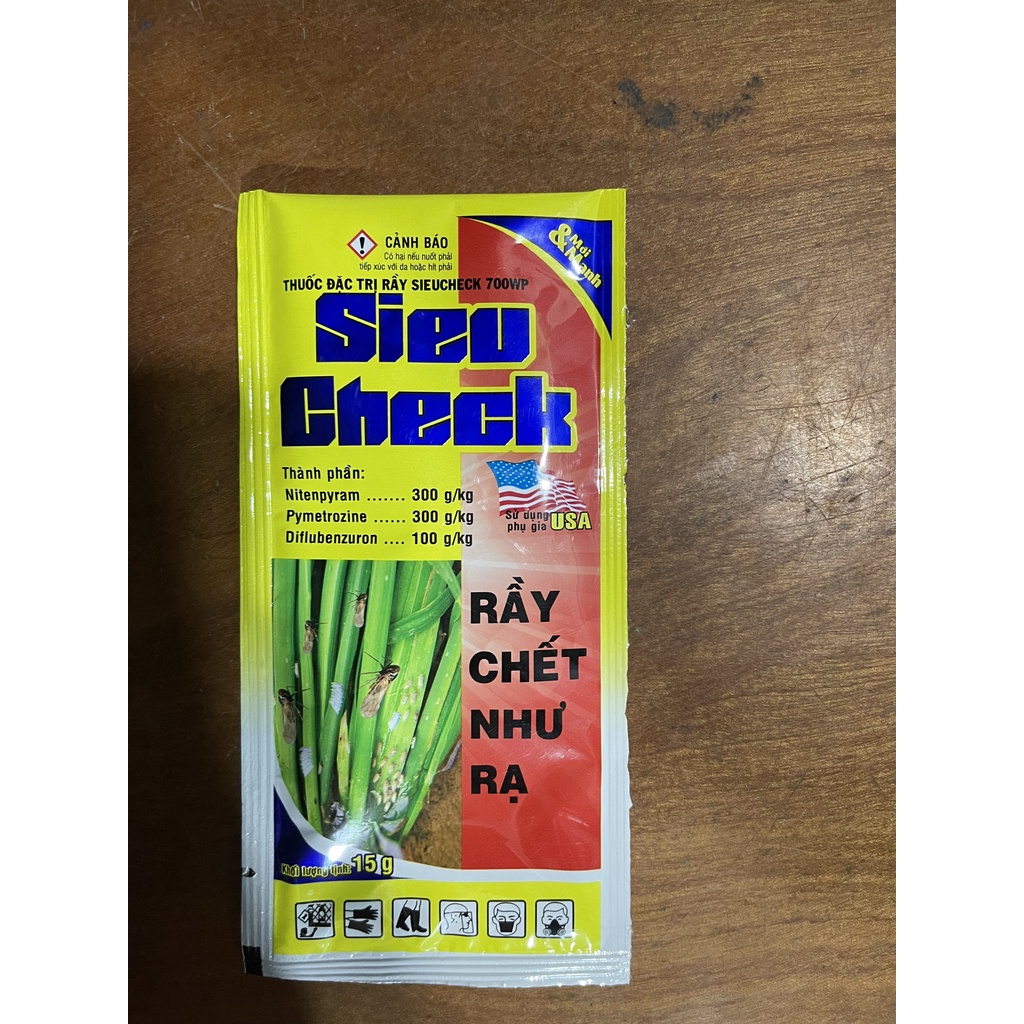 CẢNH BÁO
Có hại nếu nuốt phải
tiếp xúc với da hoặc hít phải
Mới
& Mạnh
THUỐC ĐẶC TRỊ RẦY SIEUCHECK 700WP
Sieu
Check
Thành phần:
Nitenpyram ....... 300 g/kg
Pymetrozine ...... 300 g/kg
Diflubenzuron .... 100 g/kg
Sử dụng
phụ gia USA
RẦY
CHẾT
NHƯ
RẠ
Khối lượng tịnh: 15 g